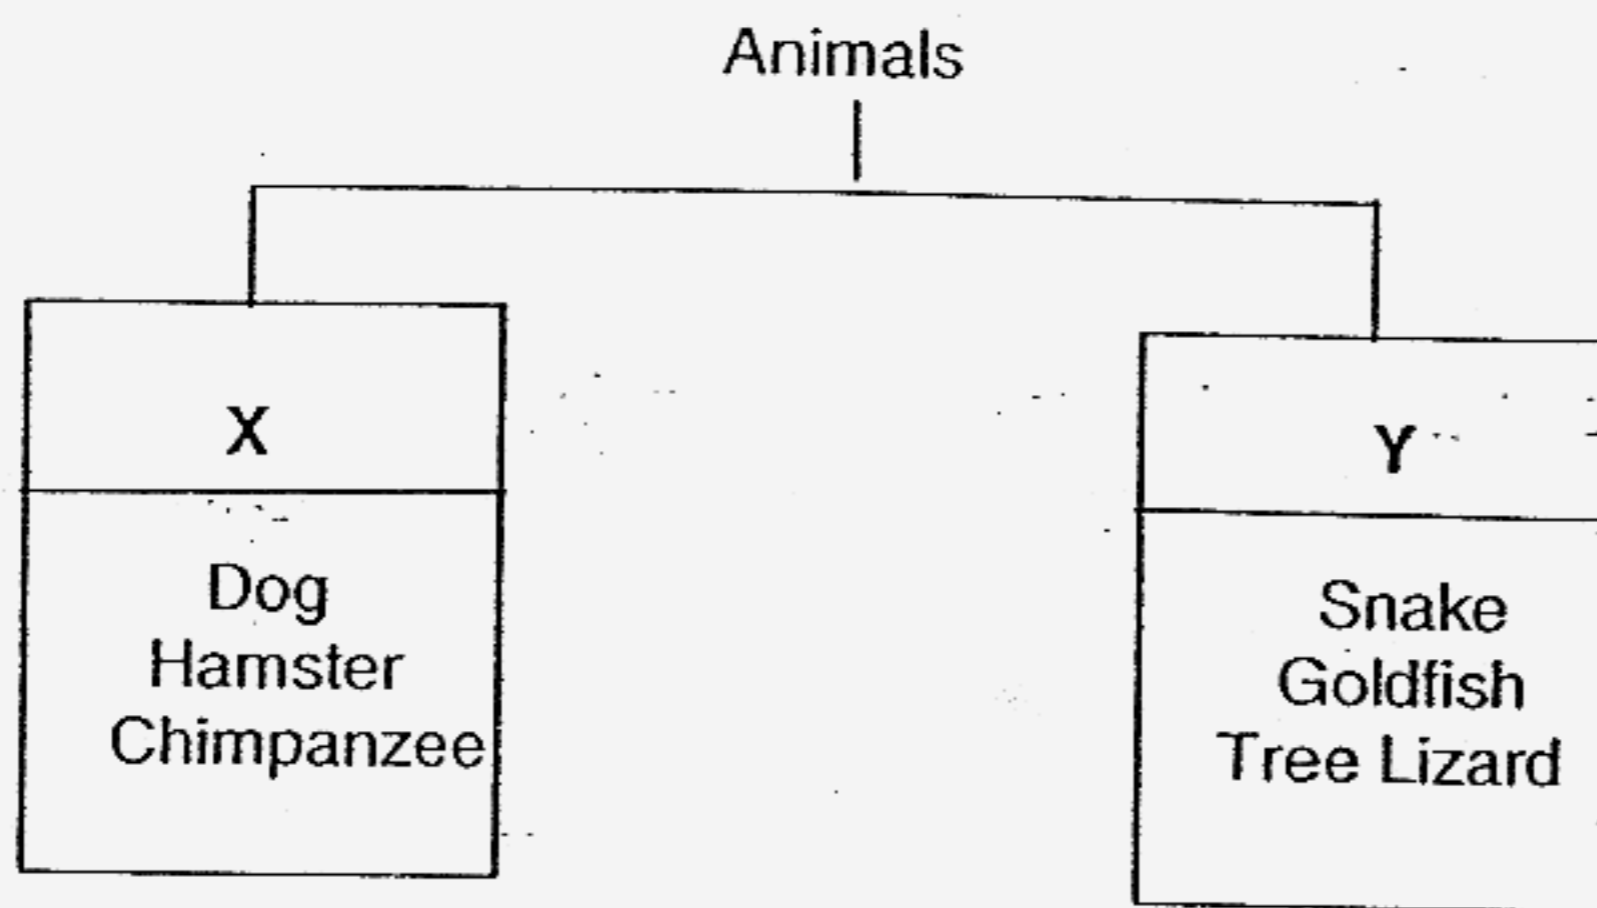 Animals
X
Dog
Hamster
Chimpanzee
Y
Snake
Goldfish
Tree Lizard